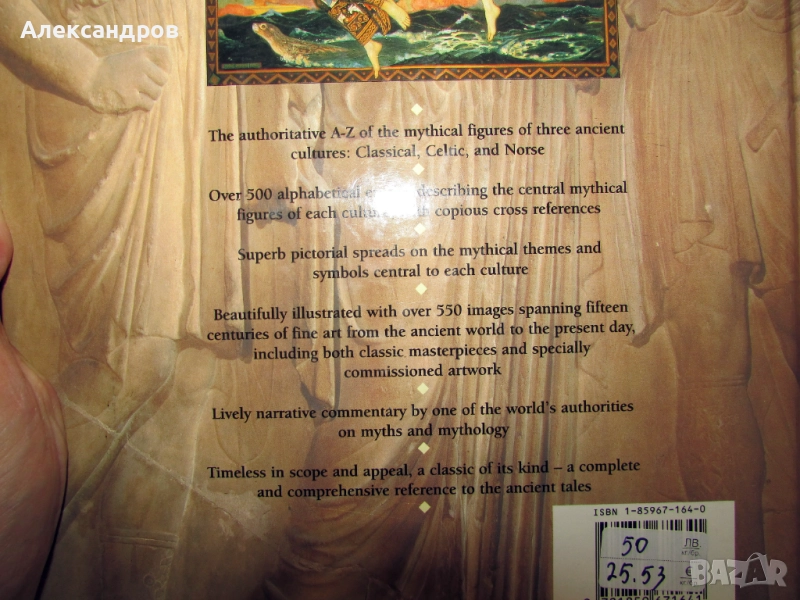 Александров
The authoritative A-Z of the mythical figures of three ancient
cultures: Classical, Celtic, and Norse
Over 500 alphabetical describing the central mythical
figures of each culture copious cross references
Superb pictorial spreads on the mythical themes and
symbols central to each culture
Beautifully illustrated with over 550 images spanning fifteen
centuries of fine art from the ancient world to the present day,
including both classic masterpieces and specially
commissioned artwork
Lively narrative commentary by one of the world's authorities
on myths and mythology
Timeless in scope and appeal, a classic of its kind – a complete
and comprehensive reference to the ancient tales
ISBN 1-85967-164-0
50 ЛВ.
25.53 €
BAZAR